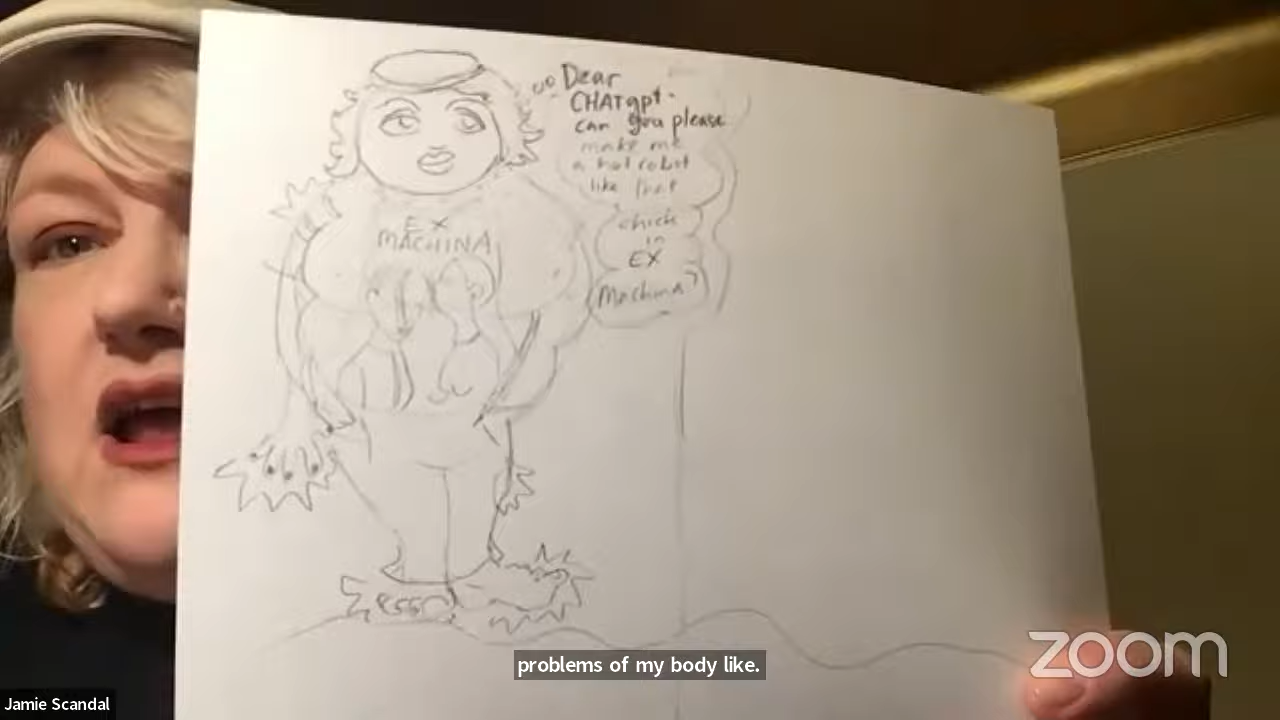 Dear
CHATgpt.
can you please
make me
a hot robot
like that
chick
in
EX
Machina?
EX
MACHINA
problems of my body like.
zoom
Jamie Scandal